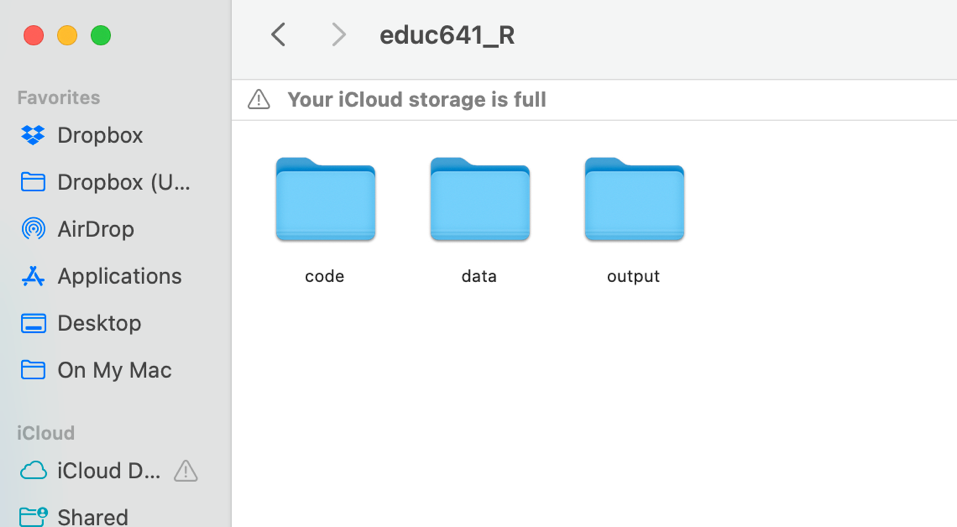 educ641_R
Your iCloud storage is full
Favorites
Dropbox
Dropbox (U...
AirDrop
Applications
Desktop
On My Mac
iCloud
iCloud D...
Shared
code
data
output